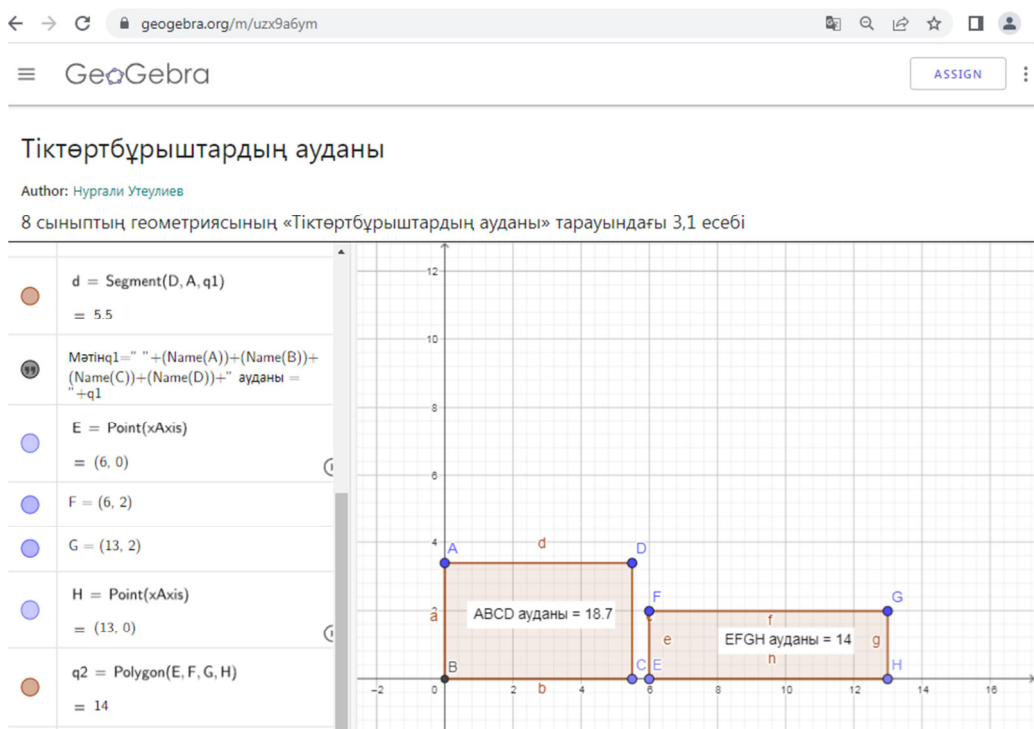 geogebra.org/m/uzx9a6ym
GeoGebra
ASSIGN
Тіктөртбұрыштардың ауданы
Author: Нургали Утеулиев
8 сыныптың геометриясының «Тіктөртбұрыштардың ауданы» тарауындағы 3,1 есебі
d = Segment(D, A, q1)
= 5.5
Мәтінq1=" "+(Name(A))+(Name(B))+
(Name(C))+(Name(D))+" ауданы =
"+q1
E = Point(xAxis)
= (6, 0)
F = (6, 2)
G = (13, 2)
H = Point(xAxis)
= (13, 0)
q2 = Polygon(E, F, G, H)
= 14
12
10
8
6
4
A d D
F G
2
a ABCD ауданы = 18.7 f
e EFGH ауданы = 14 g
h
B C E H
−2 0 2 b 4 6 8 10 12 14 16